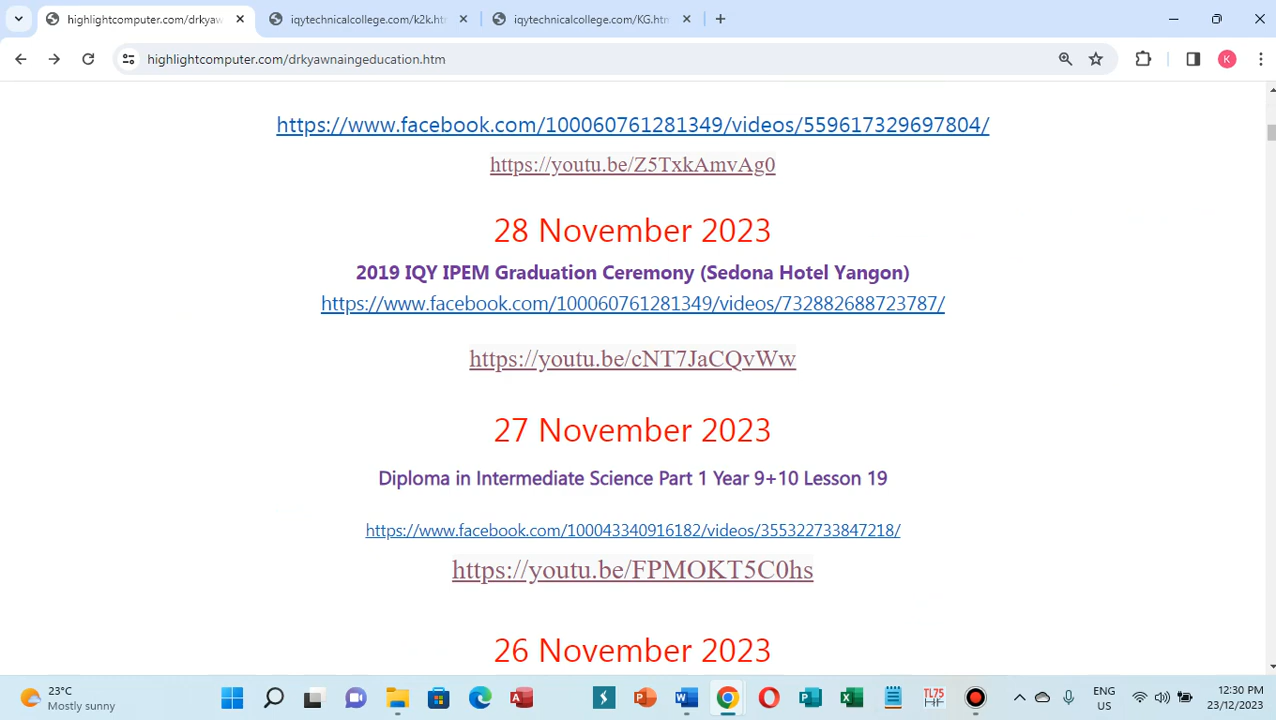 highlightcomputer.com/drkyawn
iqytechnicalcollege.com/k2k.ht
iqytechnicalcollege.com/KG.htm
highlightcomputer.com/drkyawnaingeducation.htm
K
https://www.facebook.com/100060761281349/videos/559617329697804/
https://youtu.be/Z5TxkAmvAg0
28 November 2023
2019 IQY IPEM Graduation Ceremony (Sedona Hotel Yangon)
https://www.facebook.com/100060761281349/videos/732882688723787/
https://youtu.be/cNT7JaCQvWw
27 November 2023
Diploma in Intermediate Science Part 1 Year 9+10 Lesson 19
https://www.facebook.com/100043340916182/videos/355322733847218/
https://youtu.be/FPMOKT5C0hs
26 November 2023
23°C
Mostly sunny
TL75
ENG
US
12:30 PM
23/12/2023